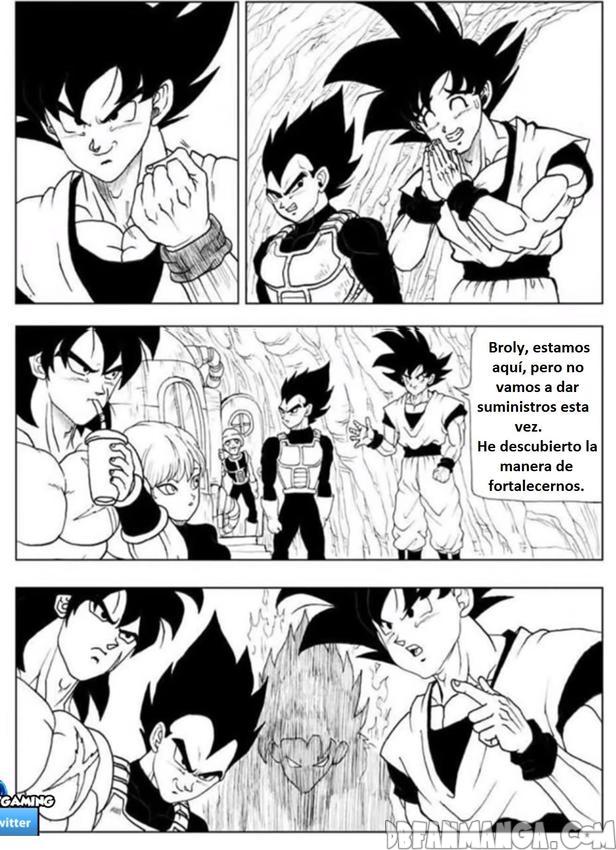 Broly, estamos
aquí, pero no
vamos a dar
suministros esta
vez.
He descubierto la
manera de
fortalecernos.
GAMING
witter
DBFANMANGA.COM